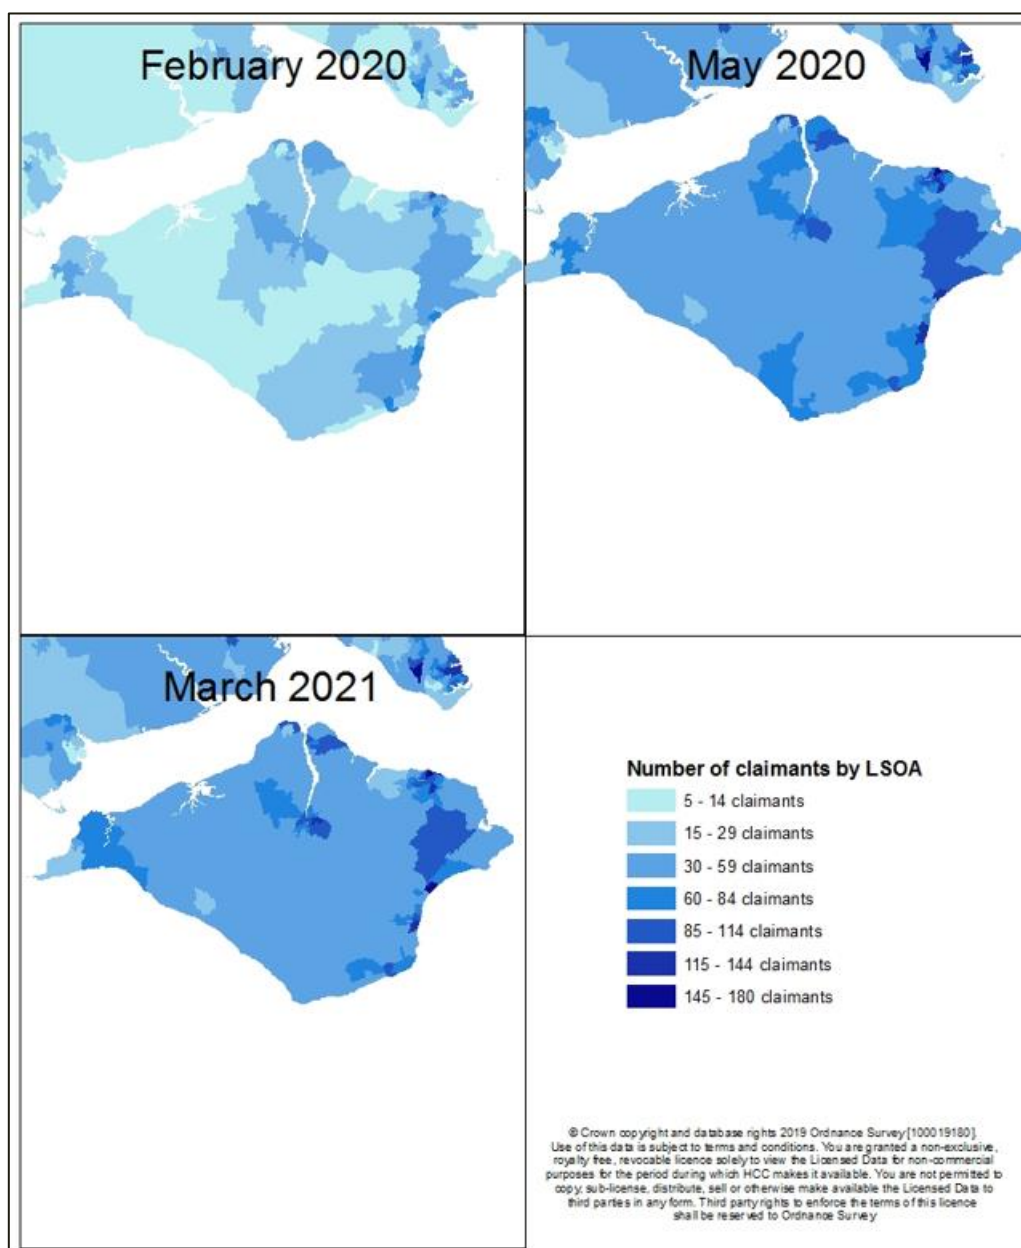 February 2020
May 2020
March 2021
Number of claimants by LSOA
5 - 14 claimants
15 - 29 claimants
30 - 59 claimants
60 - 84 claimants
85 - 114 claimants
115 - 144 claimants
145 - 180 claimants
© Crown copyright and database rights 2019 Ordnance Survey [100019180].
Use of this data is subject to terms and conditions. You are granted a non-exclusive,
royalty free, revocable licence solely to view the Licensed Data for non-commercial
purposes for the period during which HCC makes it available. You are not permitted to
copy, sub-license, distribute, sell or otherwise make available the Licensed Data to
third parties in any form. Third party rights to enforce the terms of this licence
shall be reserved to Ordnance Survey